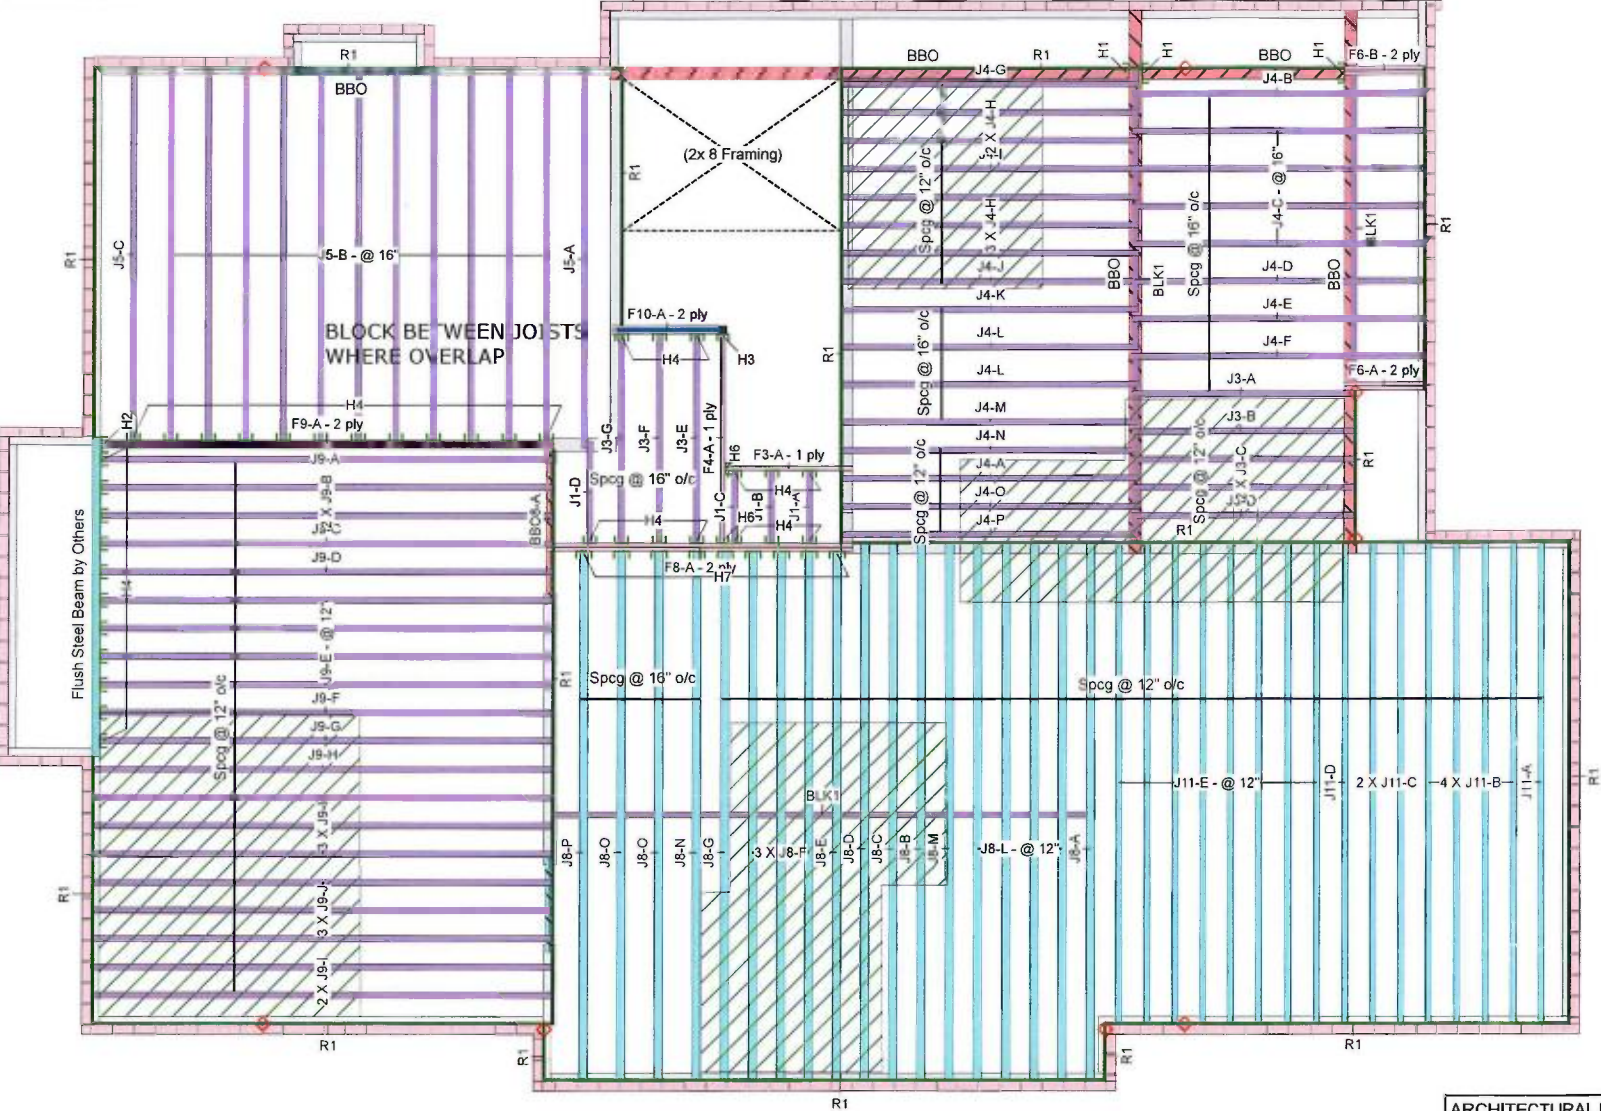 R1
BBO
BBO
R1
H1
H1
BBO
H1
F6-B - 2 ply
J4-G
J4-B
(2x 8 Framing)
R1
R1
J5-C
J5-B - @ 16"
J5-A
2 X J4-H
Spcg @ 12" o/c
3 X J4-H
J4-J
J4-K
J4-L
J4-L
J4-M
J4-N
J4-A
J4-O
J4-P
Spcg @ 16" o/c
Spcg @ 12" o/c
BBO
BLK1
Spcg @ 16" o/c
J4-C - @ 16"
J4-D
J4-E
J4-F
BBO
BLK1
R1
F6-A - 2 ply
J3-A
J3-B
2 X J3-C
Spcg @ 12" o/c
R1
R1
BLOCK BETWEEN JOISTS
WHERE OVERLAP
F10-A - 2 ply
H4
H3
R1
H2
H4
F9-A - 2 ply
J3-G
J3-F
J3-E
F4-A - 1 ply
H6
F3-A - 1 ply
J1-D
Spcg @ 16" o/c
J1-C
J1-B
J1-A
H4
H4
H6
H4
F8-A - 2 ply
H7
BBO8-A
J9-A
2 X J9-B
J9-C
J9-D
J9-E - @ 12"
J9-F
J9-G
J9-H
3 X J9-I
3 X J9-J
2 X J9-I
Spcg @ 12" o/c
H4
Flush Steel Beam by Others
R1
R1
Spcg @ 16" o/c
Spcg @ 12" o/c
BLK1
J8-P
J8-O
J8-O
J8-N
J8-G
3 X J8-F
J8-E
J8-D
J8-C
J8-B
J8-M
J8-L - @ 12"
J8-A
J11-E - @ 12"
J11-D
2 X J11-C
4 X J11-B
J11-A
R1
R1
R1
R1
R1
R1